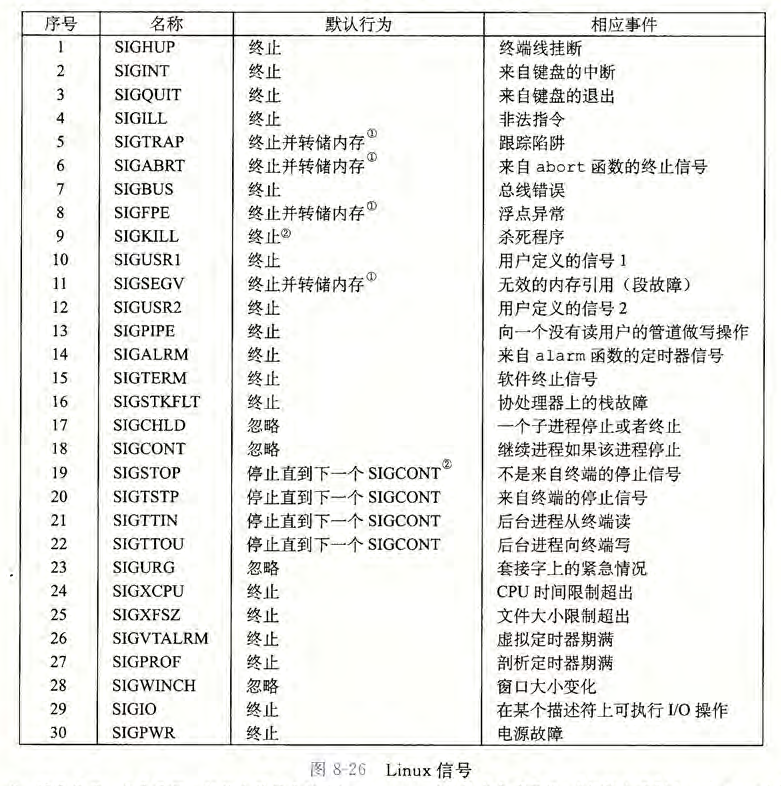 序号 名称 默认行为 相应事件
1 SIGHUP 终止 终端线挂断
2 SIGINT 终止 来自键盘的中断
3 SIGQUIT 终止 来自键盘的退出
4 SIGILL 终止 非法指令
5 SIGTRAP 终止并转储内存① 跟踪陷阱
6 SIGABRT 终止并转储内存① 来自 abort 函数的终止信号
7 SIGBUS 终止 总线错误
8 SIGFPE 终止并转储内存① 浮点异常
9 SIGKILL 终止② 杀死程序
10 SIGUSR1 终止 用户定义的信号 1
11 SIGSEGV 终止并转储内存① 无效的内存引用（段故障）
12 SIGUSR2 终止 用户定义的信号 2
13 SIGPIPE 终止 向一个没有读用户的管道做写操作
14 SIGALRM 终止 来自 alarm 函数的定时器信号
15 SIGTERM 终止 软件终止信号
16 SIGSTKFLT 终止 协处理器上的栈故障
17 SIGCHLD 忽略 一个子进程停止或者终止
18 SIGCONT 忽略 继续进程如果该进程停止
19 SIGSTOP 停止直到下一个 SIGCONT② 不是来自终端的停止信号
20 SIGTSTP 停止直到下一个 SIGCONT 来自终端的停止信号
21 SIGTTIN 停止直到下一个 SIGCONT 后台进程从终端读
22 SIGTTOU 停止直到下一个 SIGCONT 后台进程向终端写
23 SIGURG 忽略 套接字上的紧急情况
24 SIGXCPU 终止 CPU 时间限制超出
25 SIGXFSZ 终止 文件大小限制超出
26 SIGVTALRM 终止 虚拟定时器期满
27 SIGPROF 终止 剖析定时器期满
28 SIGWINCH 忽略 窗口大小变化
29 SIGIO 终止 在某个描述符上可执行 I/O 操作
30 SIGPWR 终止 电源故障
图 8-26 Linux 信号